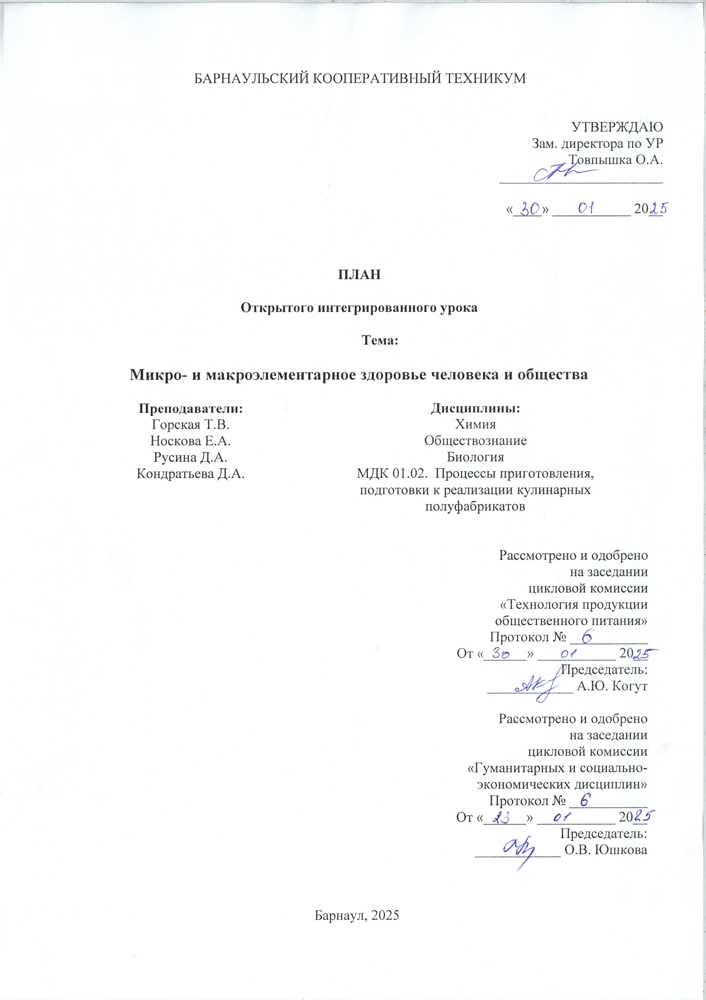 БАРНАУЛЬСКИЙ КООПЕРАТИВНЫЙ ТЕХНИКУМ
УТВЕРЖДАЮ
Зам. директора по УР
Товпышка О.А.
«30» 01 2025
ПЛАН
Открытого интегрированного урока
Тема:
Микро- и макроэлементарное здоровье человека и общества
Преподаватели:
Горская Т.В.
Носкова Е.А.
Русина Д.А.
Кондратьева Д.А.
Дисциплины:
Химия
Обществознание
Биология
МДК 01.02. Процессы приготовления,
подготовки к реализации кулинарных
полуфабрикатов
Рассмотрено и одобрено
на заседании
цикловой комиссии
«Технология продукции
общественного питания»
Протокол № 6
От «30» 01 2025
Председатель:
А.Ю. Когут
Рассмотрено и одобрено
на заседании
цикловой комиссии
«Гуманитарных и социально-
экономических дисциплин»
Протокол № 6
От «23» 01 2025
Председатель:
О.В. Юшкова
Барнаул, 2025